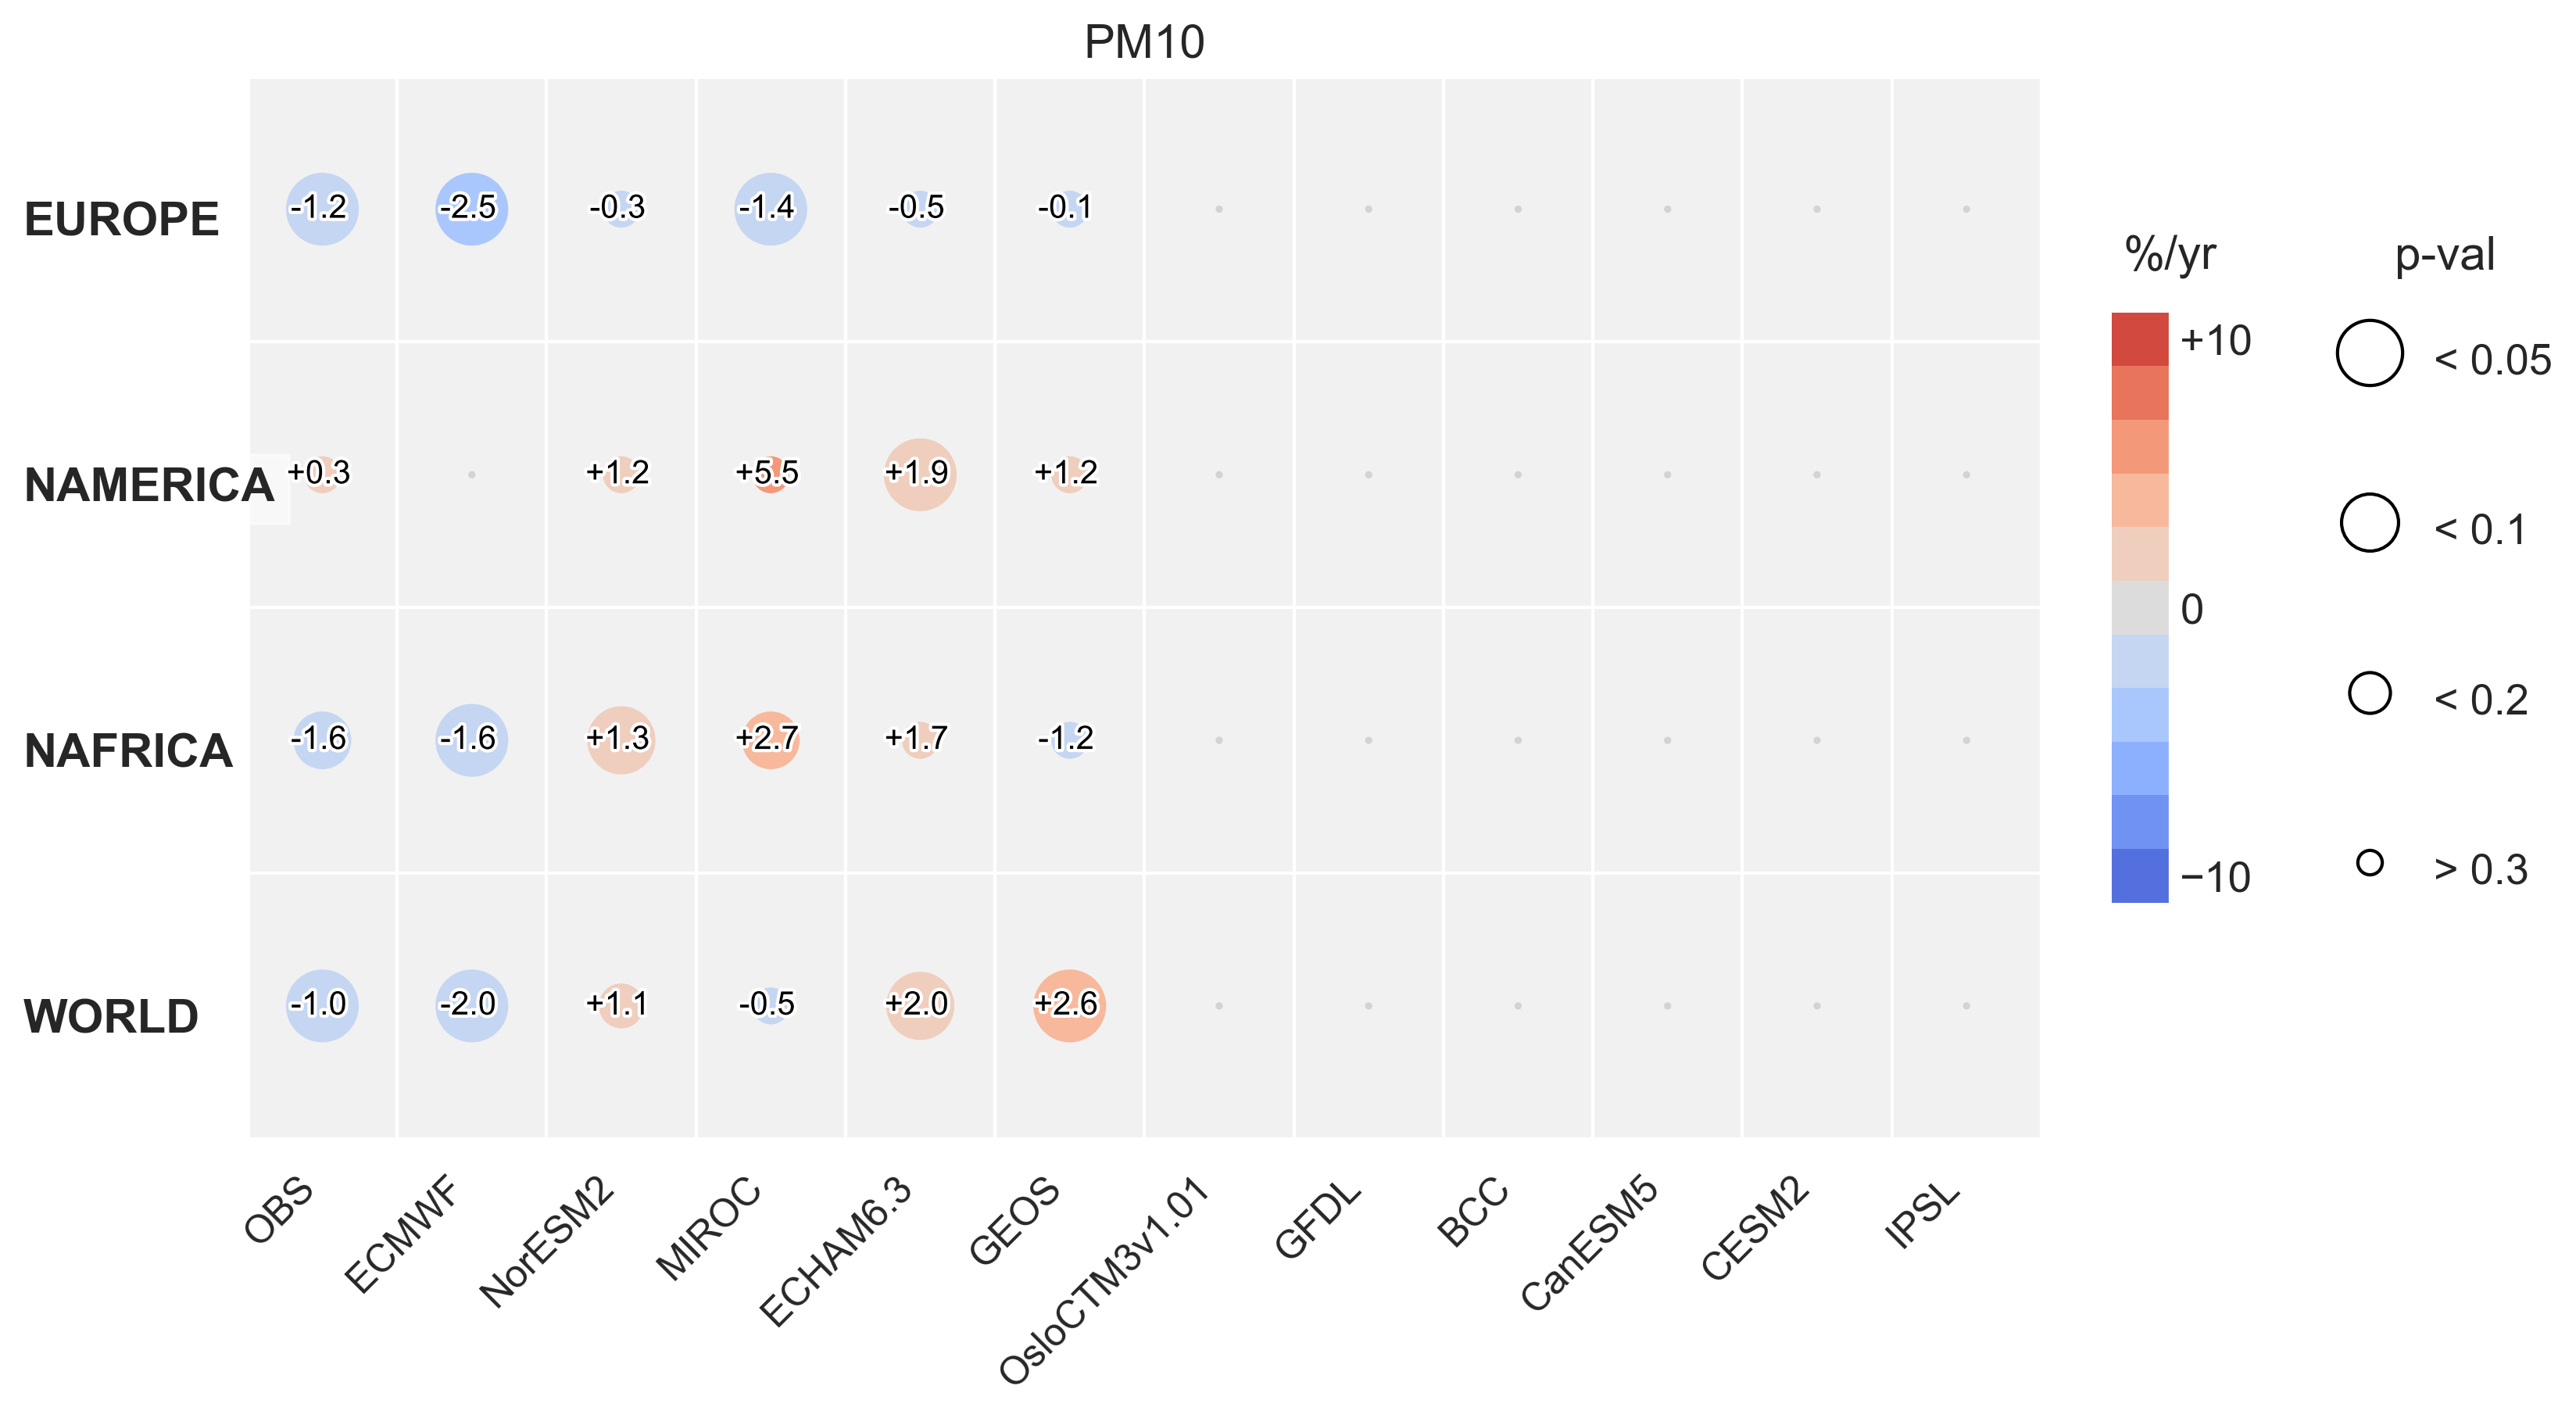 PM10
EUROPE -1.2 -2.5 -0.3 -1.4 -0.5 -0.1
NAMERICA +0.3 +1.2 +5.5 +1.9 +1.2
NAFRICA -1.6 -1.6 +1.3 +2.7 +1.7 -1.2
WORLD -1.0 -2.0 +1.1 -0.5 +2.0 +2.6
OBS
ECMWF
NorESM2
MIROC
ECHAM6.3
GEOS
OsloCTM3v1.01
GFDL
BCC
CanESM5
CESM2
IPSL
%/yr
+10
0
−10
p-val
< 0.05
< 0.1
< 0.2
> 0.3